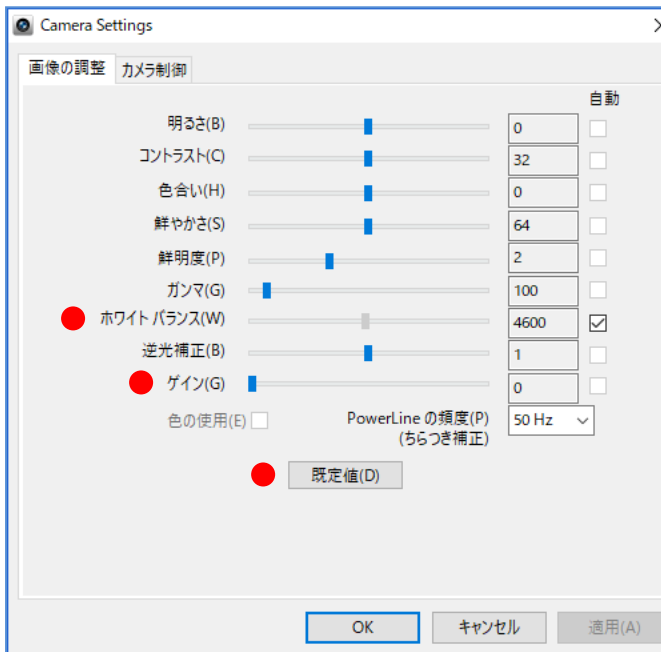 Camera Settings
画像の調整 カメラ制御
自動
明るさ(B) 0
コントラスト(C) 32
色合い(H) 0
鮮やかさ(S) 64
鮮明度(P) 2
ガンマ(G) 100
ホワイト バランス(W) 4600
逆光補正(B) 1
ゲイン(G) 0
色の使用(E) PowerLine の頻度(P) 50 Hz
(ちらつき補正)
既定値(D)
OK キャンセル 適用(A)